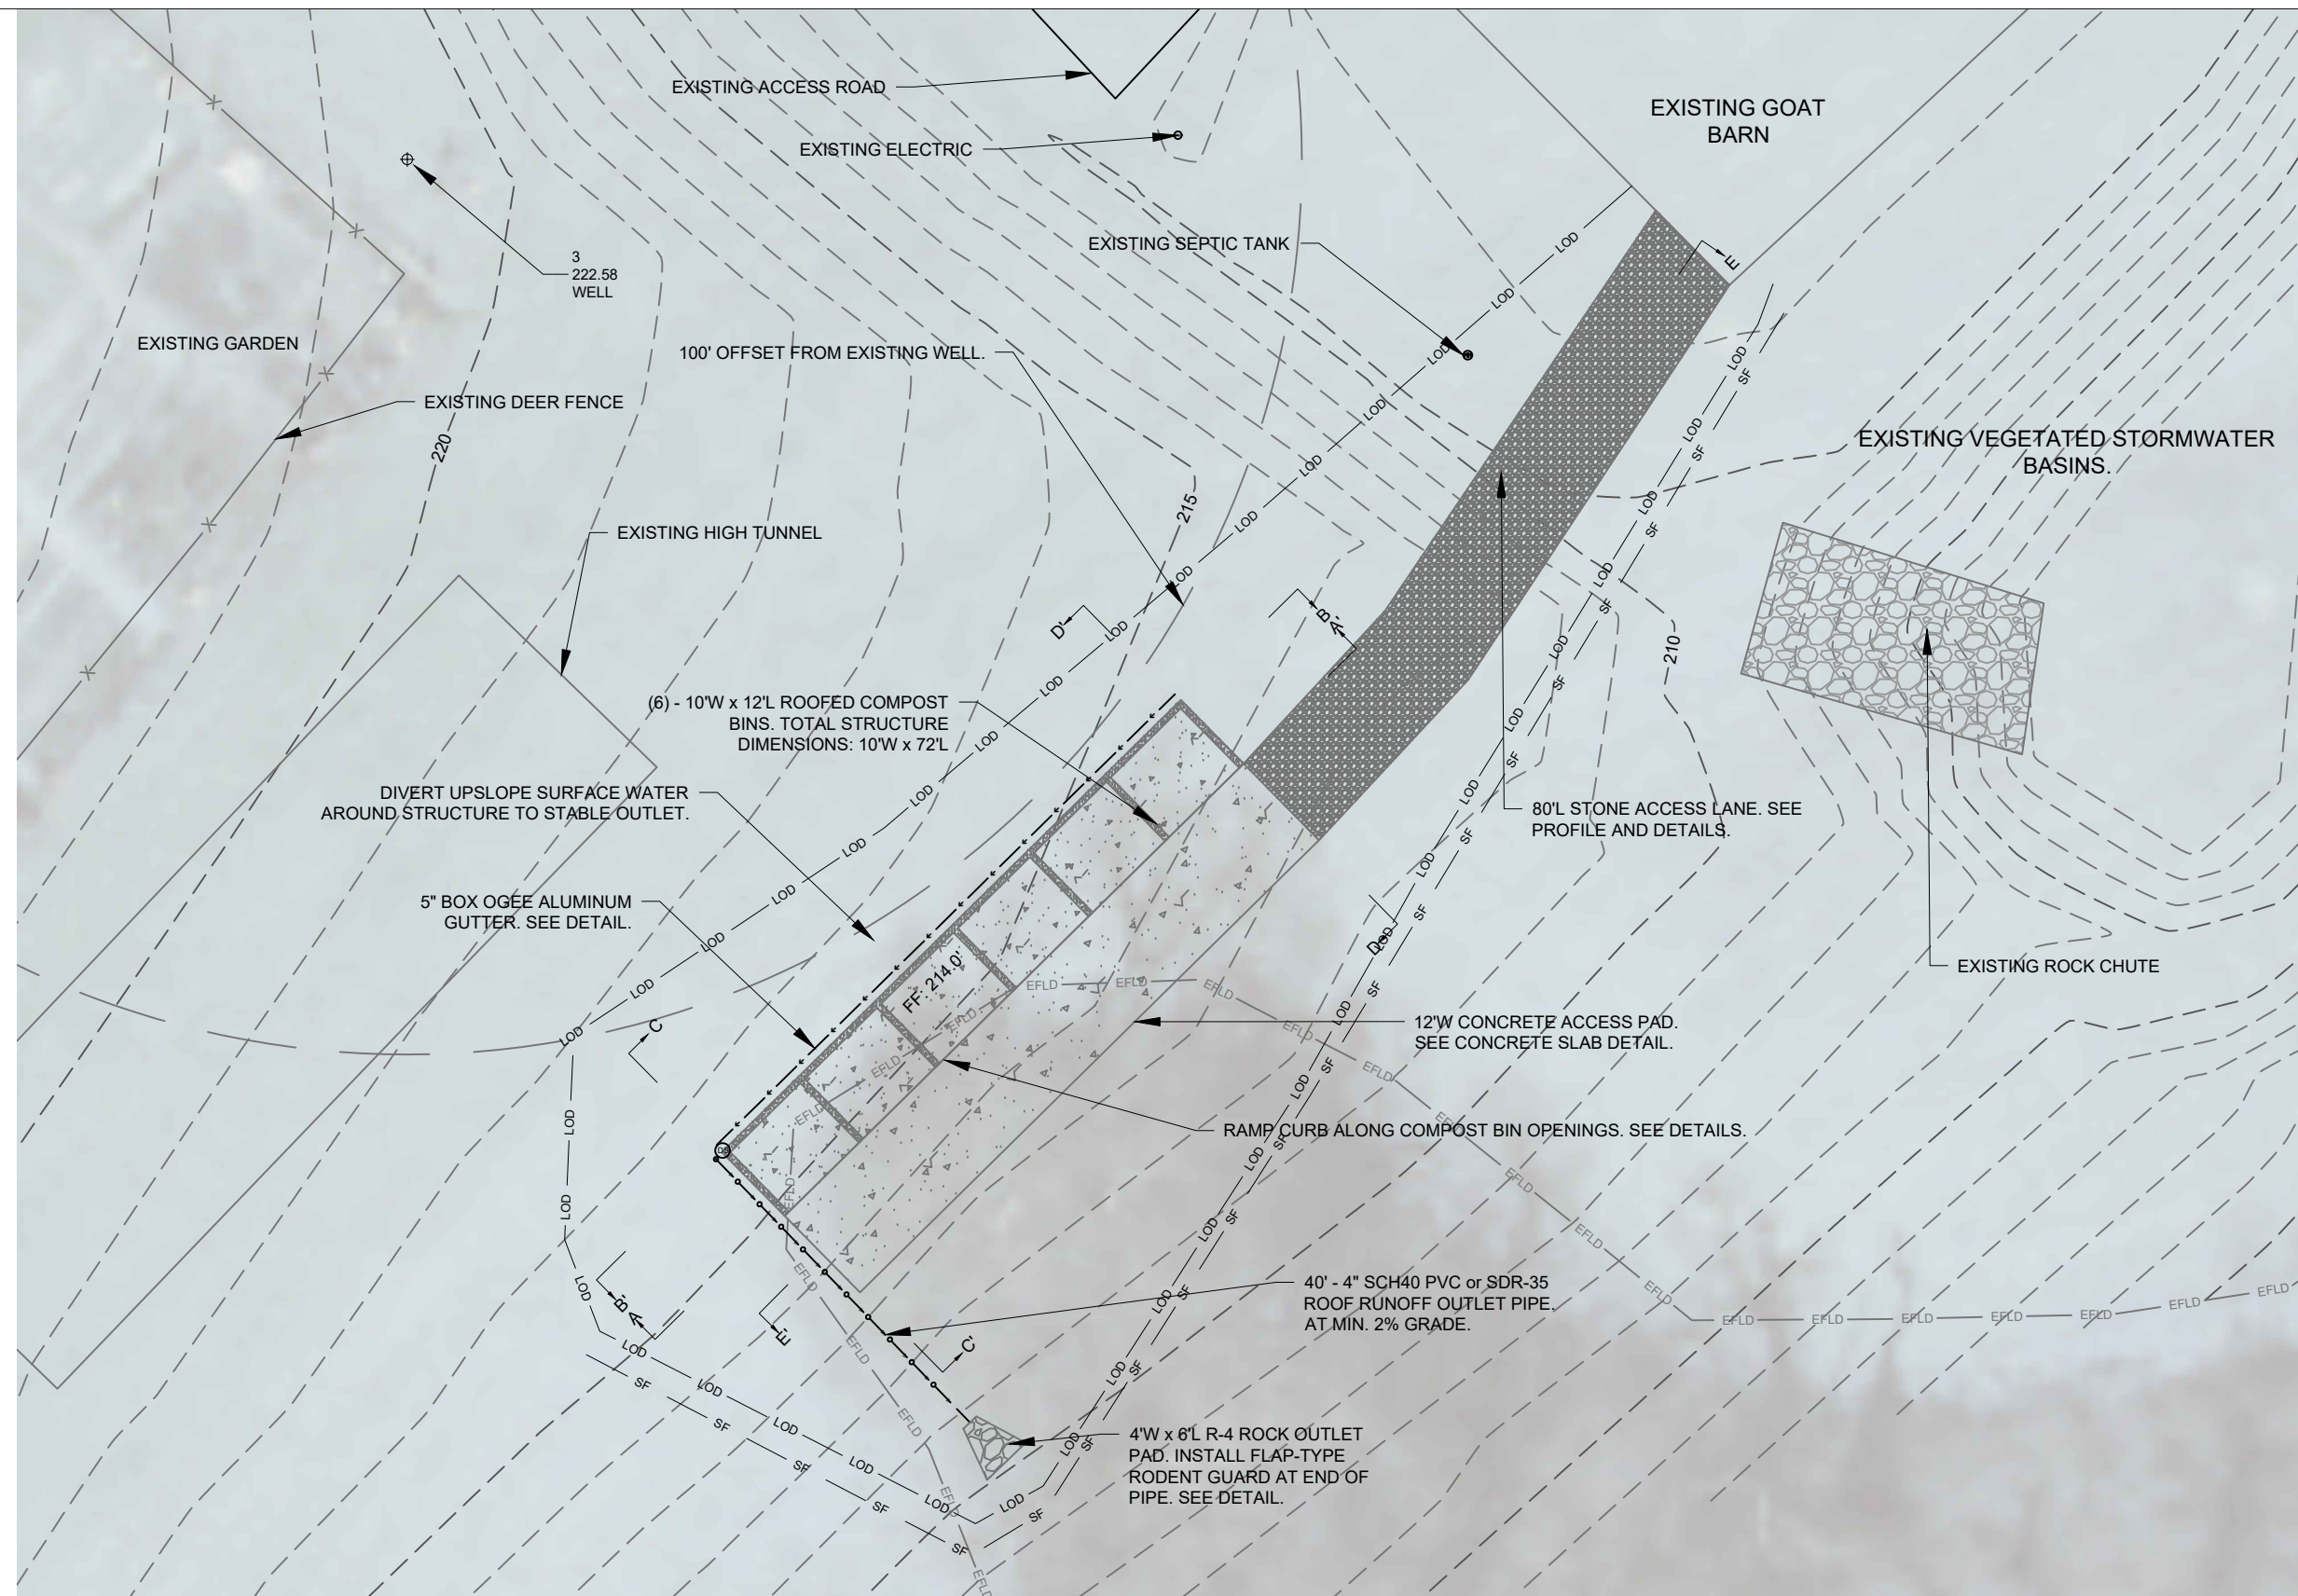 EXISTING ACCESS ROAD
EXISTING GOAT
BARN
EXISTING ELECTRIC
3
222.58
WELL
EXISTING SEPTIC TANK
E
EXISTING GARDEN
100' OFFSET FROM EXISTING WELL.
EXISTING DEER FENCE
220
EXISTING VEGETATED STORMWATER
BASINS.
215
EXISTING HIGH TUNNEL
D'
B
A'
210
(6) - 10'W x 12'L ROOFED COMPOST
BINS. TOTAL STRUCTURE
DIMENSIONS: 10'W x 72'L
DIVERT UPSLOPE SURFACE WATER
AROUND STRUCTURE TO STABLE OUTLET.
80'L STONE ACCESS LANE. SEE
PROFILE AND DETAILS.
5" BOX OGEE ALUMINUM
GUTTER. SEE DETAIL.
D
FF: 214.0'
EXISTING ROCK CHUTE
C
12'W CONCRETE ACCESS PAD.
SEE CONCRETE SLAB DETAIL.
RAMP CURB ALONG COMPOST BIN OPENINGS. SEE DETAILS.
40' - 4" SCH40 PVC or SDR-35
ROOF RUNOFF OUTLET PIPE.
AT MIN. 2% GRADE.
B'
A
E'
C'
4'W x 6'L R-4 ROCK OUTLET
PAD. INSTALL FLAP-TYPE
RODENT GUARD AT END OF
PIPE. SEE DETAIL.
LOD
SF
EFLD